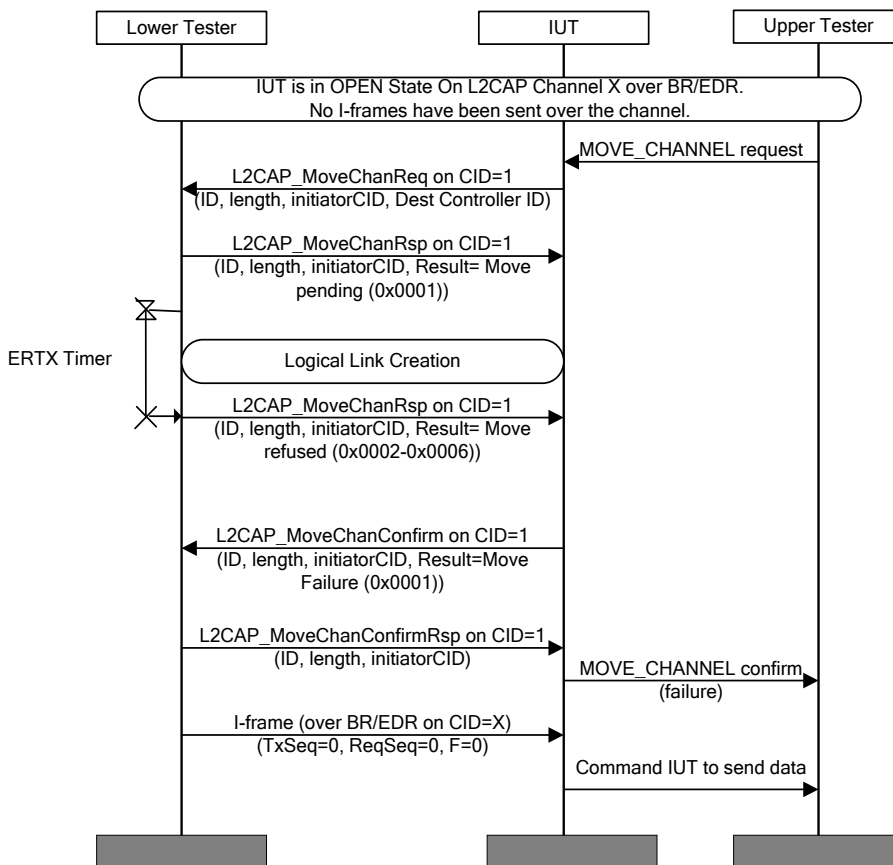 Lower Tester
IUT
Upper Tester
IUT is in OPEN State On L2CAP Channel X over BR/EDR.
No I-frames have been sent over the channel.
MOVE_CHANNEL request
L2CAP_MoveChanReq on CID=1
(ID, length, initiatorCID, Dest Controller ID)
L2CAP_MoveChanRsp on CID=1
(ID, length, initiatorCID, Result= Move
pending (0x0001))
ERTX Timer
Logical Link Creation
L2CAP_MoveChanRsp on CID=1
(ID, length, initiatorCID, Result= Move
refused (0x0002-0x0006))
L2CAP_MoveChanConfirm on CID=1
(ID, length, initiatorCID, Result=Move
Failure (0x0001))
L2CAP_MoveChanConfirmRsp on CID=1
(ID, length, initiatorCID)
MOVE_CHANNEL confirm
(failure)
I-frame (over BR/EDR on CID=X)
(TxSeq=0, ReqSeq=0, F=0)
Command IUT to send data